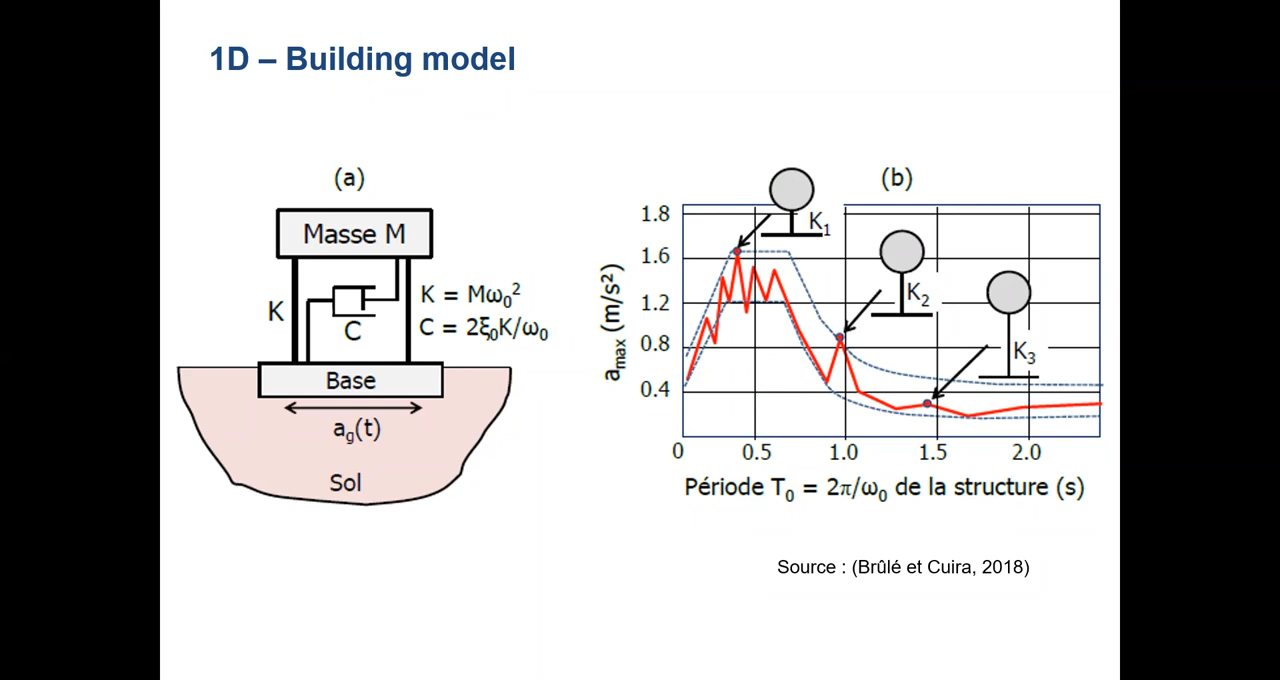 1D – Building model
(a)
Masse M
K
C
K = Mω₀²
C = 2ξ₀K/ω₀
Base
a_g(t)
Sol
(b)
a_max (m/s²)
1.8
1.6
1.2
0.8
0.4
K₁
K₂
K₃
0 0.5 1.0 1.5 2.0
Période T₀ = 2π/ω₀ de la structure (s)
Source : (Brûlé et Cuira, 2018)